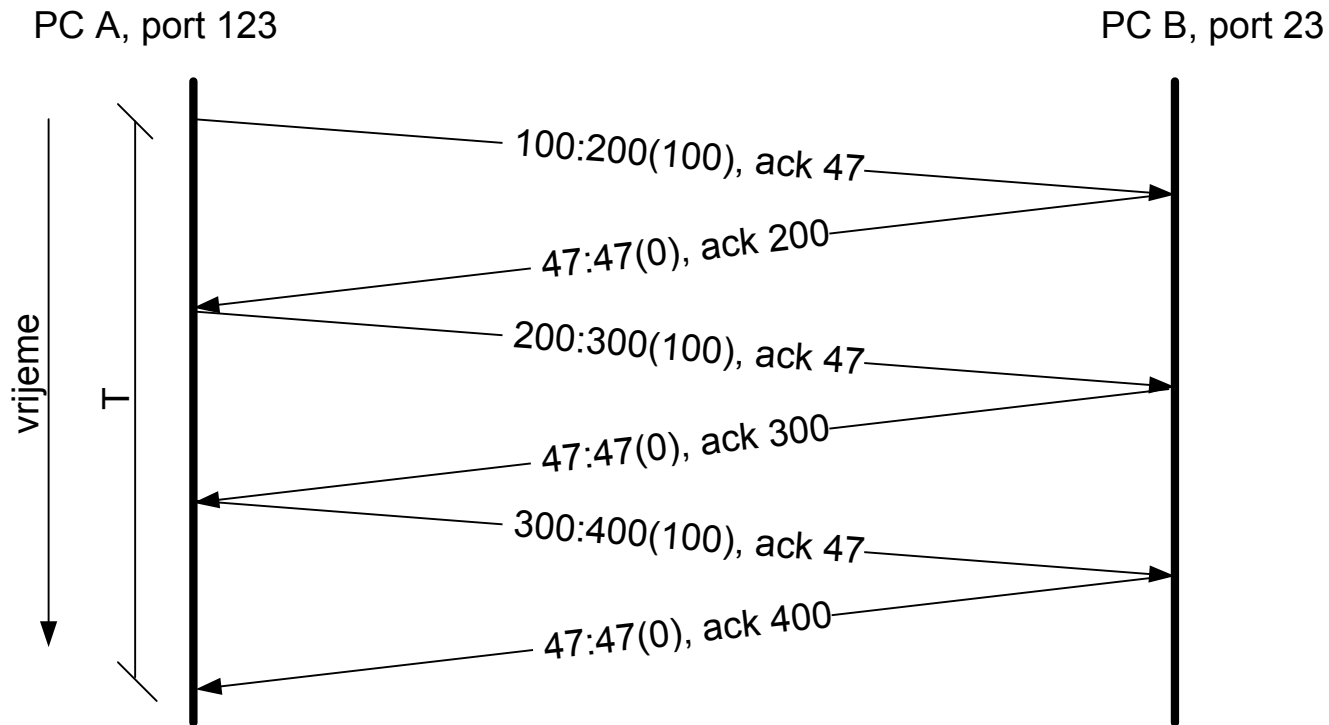 PC A, port 123
PC B, port 23
100:200(100), ack 47
47:47(0), ack 200
200:300(100), ack 47
47:47(0), ack 300
300:400(100), ack 47
47:47(0), ack 400
vrijeme
T